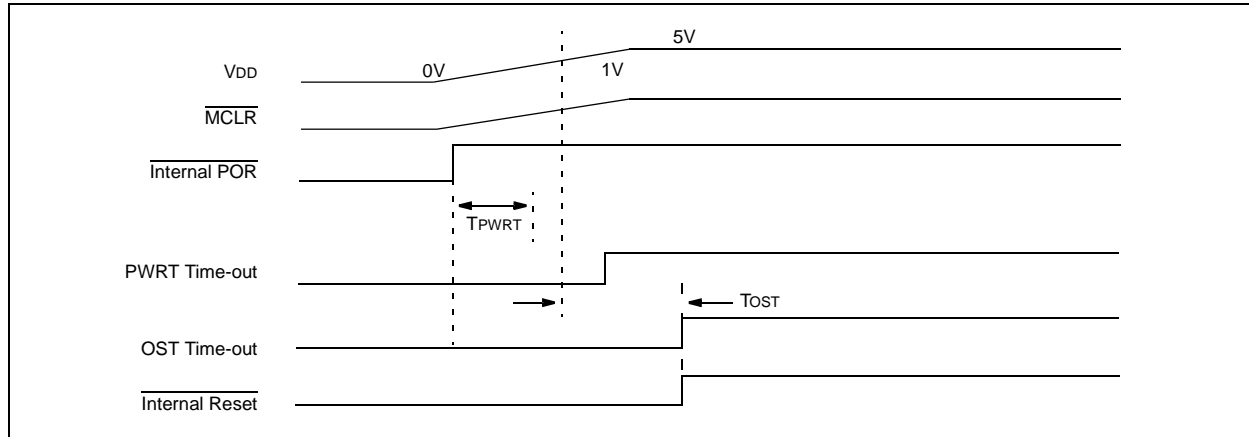 5V
VDD 0V 1V
MCLR
Internal POR
TPWRT
PWRT Time-out
TOST
OST Time-out
Internal Reset